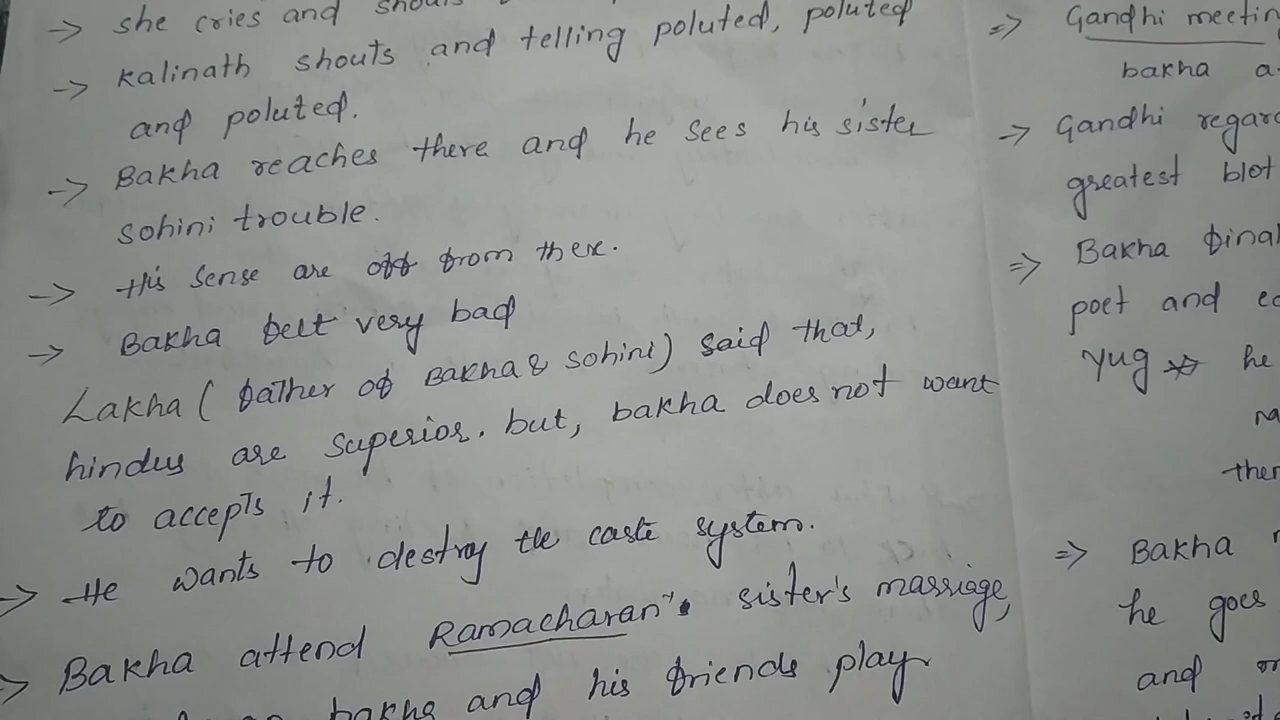 -> she cries and
-> Kalinath shouts and telling poluted, poluted
and poluted.
-> Bakha reaches there and he sees his sister
sohini trouble.
-> His sense are off from there.
-> Bakha felt very bad
Lakha ( father of Bakha & sohini) said that,
hindus are superior. but, bakha does not want
to accepts it.
-> He wants to destroy the caste system.
-> Bakha attend Ramacharan's sister's marriage,
bakha and his friends play
=> Gandhi meetin
bakha a
-> Gandhi regar
greatest blot
=> Bakha final
poet and
Yug he
ther
=> Bakha
he goes
and